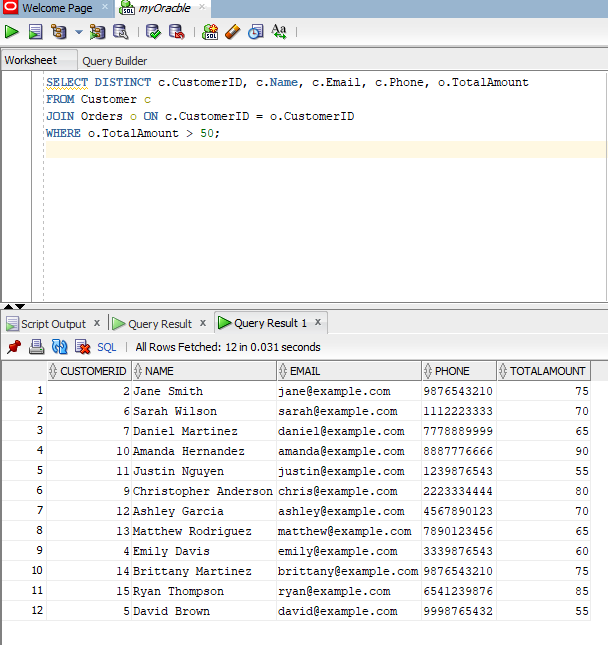 Welcome Page × myOracble ×
Worksheet Query Builder
SELECT DISTINCT c.CustomerID, c.Name, c.Email, c.Phone, o.TotalAmount
FROM Customer c
JOIN Orders o ON c.CustomerID = o.CustomerID
WHERE o.TotalAmount > 50;
Script Output × Query Result × Query Result 1 ×
SQL | All Rows Fetched: 12 in 0.031 seconds
CUSTOMERID NAME EMAIL PHONE TOTALAMOUNT
1 2 Jane Smith jane@example.com 9876543210 75
2 6 Sarah Wilson sarah@example.com 1112223333 70
3 7 Daniel Martinez daniel@example.com 7778889999 65
4 10 Amanda Hernandez amanda@example.com 8887776666 90
5 11 Justin Nguyen justin@example.com 1239876543 55
6 9 Christopher Anderson chris@example.com 2223334444 80
7 12 Ashley Garcia ashley@example.com 4567890123 70
8 13 Matthew Rodriguez matthew@example.com 7890123456 65
9 4 Emily Davis emily@example.com 3339876543 60
10 14 Brittany Martinez brittany@example.com 9876543210 75
11 15 Ryan Thompson ryan@example.com 6541239876 85
12 5 David Brown david@example.com 9998765432 55